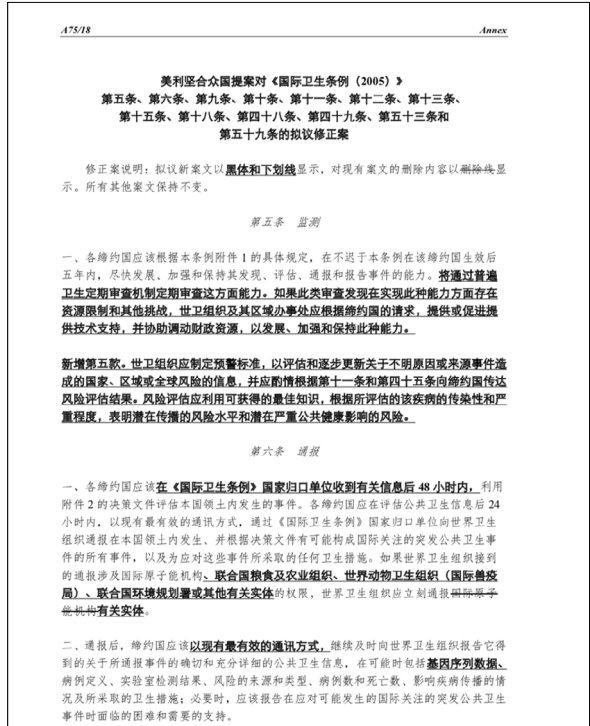 A75/18 Annex
美利坚合众国提案对《国际卫生条例（2005）》
第五条、第六条、第九条、第十条、第十一条、第十二条、第十三条、
第十五条、第十八条、第四十八条、第四十九条、第五十三条和
第五十九条的拟议修正案
修正案说明：拟议新案文以黑体和下划线显示，对现有案文的删除内容以删除线显
示。所有其他案文保持不变。
第五条 监测
一、各缔约国应该根据本条例附件 1 的具体规定，在不迟于本条例在该缔约国生效后
五年内，尽快发展、加强和保持其发现、评估、通报和报告事件的能力。将通过普遍
卫生定期审查机制定期审查这方面能力。如果此类审查发现在实现此种能力方面存在
资源限制和其他挑战，世卫组织及其区域办事处应根据缔约国的请求，提供或促进提
供技术支持，并协助调动财政资源，以发展、加强和保持此种能力。
新增第五款。世卫组织应制定预警标准，以评估和逐步更新关于不明原因或来源事件造
成的国家、区域或全球风险的信息，并应酌情根据第十一条和第四十五条向缔约国传达
风险评估结果。风险评估应利用可获得的最佳知识，根据所评估的该疾病的传染性和严
重程度，表明潜在传播的风险水平和潜在严重公共健康影响的风险。
第六条 通报
一、各缔约国应该在《国际卫生条例》国家归口单位收到有关信息后 48 小时内，利用
附件 2 的决策文件评估本国领土内发生的事件。各缔约国应在评估公共卫生信息后 24
小时内，以现有最有效的通讯方式，通过《国际卫生条例》国家归口单位向世界卫生
组织通报在本国领土内发生、并根据决策文件有可能构成国际关注的突发公共卫生事
件的所有事件，以及为应对这些事件所采取的任何卫生措施。如果世界卫生组织接到
的通报涉及国际原子能机构、联合国粮食及农业组织、世界动物卫生组织（国际兽疫
局）、联合国环境规划署或其他有关实体的权限，世界卫生组织应立刻通报国际原子
能机构有关实体。
二、通报后，缔约国应该以现有最有效的通讯方式，继续及时向世界卫生组织报告它得
到的关于所通报事件的确切和充分详细的公共卫生信息，在可能时包括基因序列数据、
病例定义、实验室检测结果、风险的来源和类型、病例数和死亡数、影响疾病传播的情
况及所采取的卫生措施；必要时，应该报告在应对可能发生的国际关注的突发公共卫生
事件时面临的困难和需要的支持。